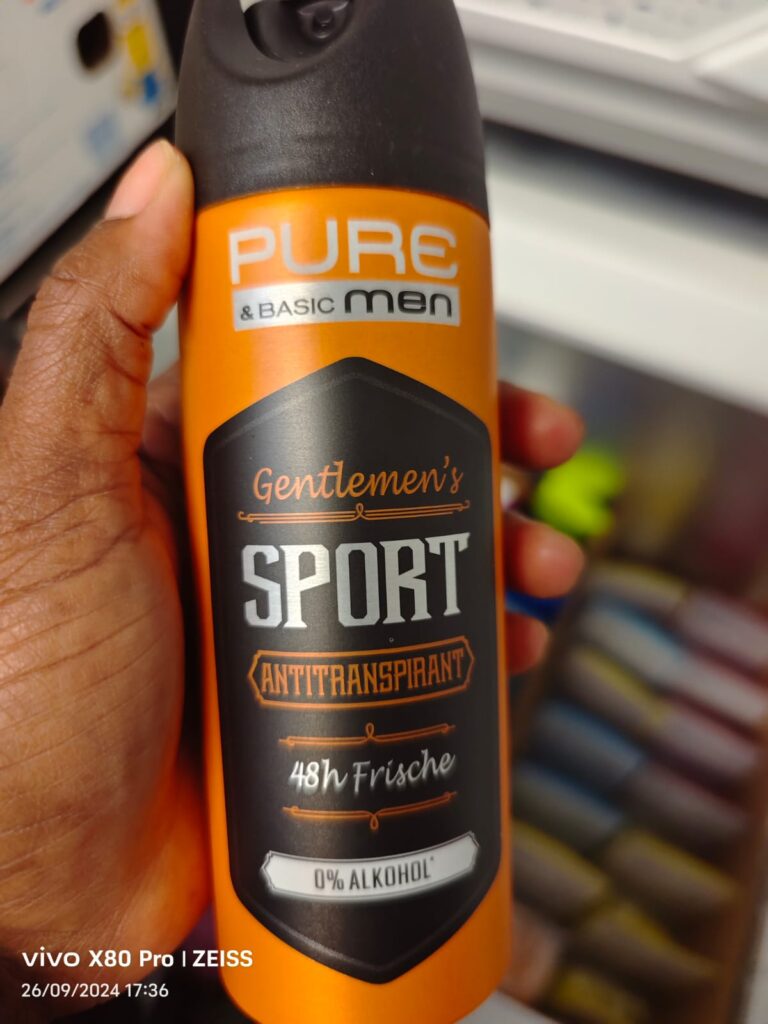 PURE
& BASIC men
Gentlemen's
SPORT
ANTITRANSPIRANT
48h Frische
0% ALKOHOL*
vivo X80 Pro | ZEISS
26/09/2024 17:36